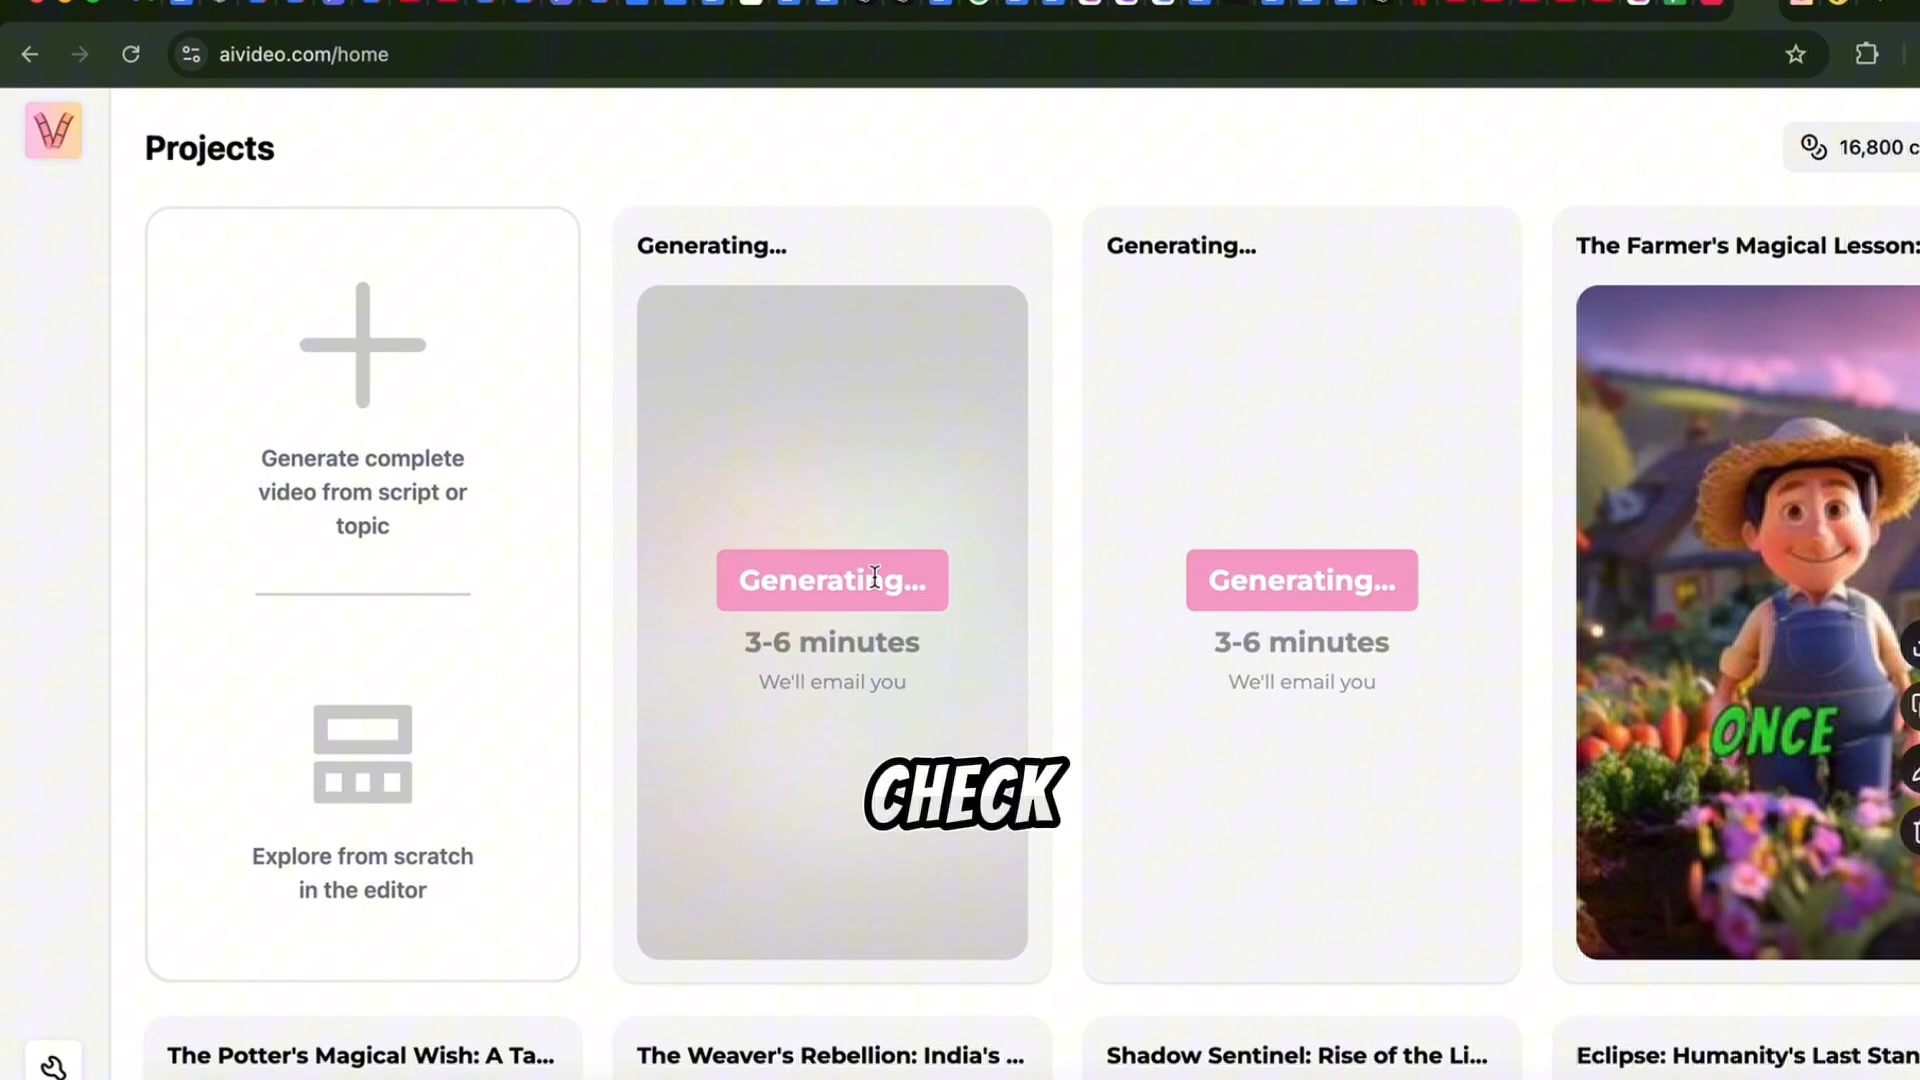 aivideo.com/home
Projects
16,800 c
Generate complete
video from script or
topic
Explore from scratch
in the editor
Generating...
Generating...
3-6 minutes
We'll email you
Generating...
Generating...
3-6 minutes
We'll email you
The Farmer's Magical Lesson:
ONCE
CHECK
The Potter's Magical Wish: A Ta...
The Weaver's Rebellion: India's ...
Shadow Sentinel: Rise of the Li...
Eclipse: Humanity's Last Stan